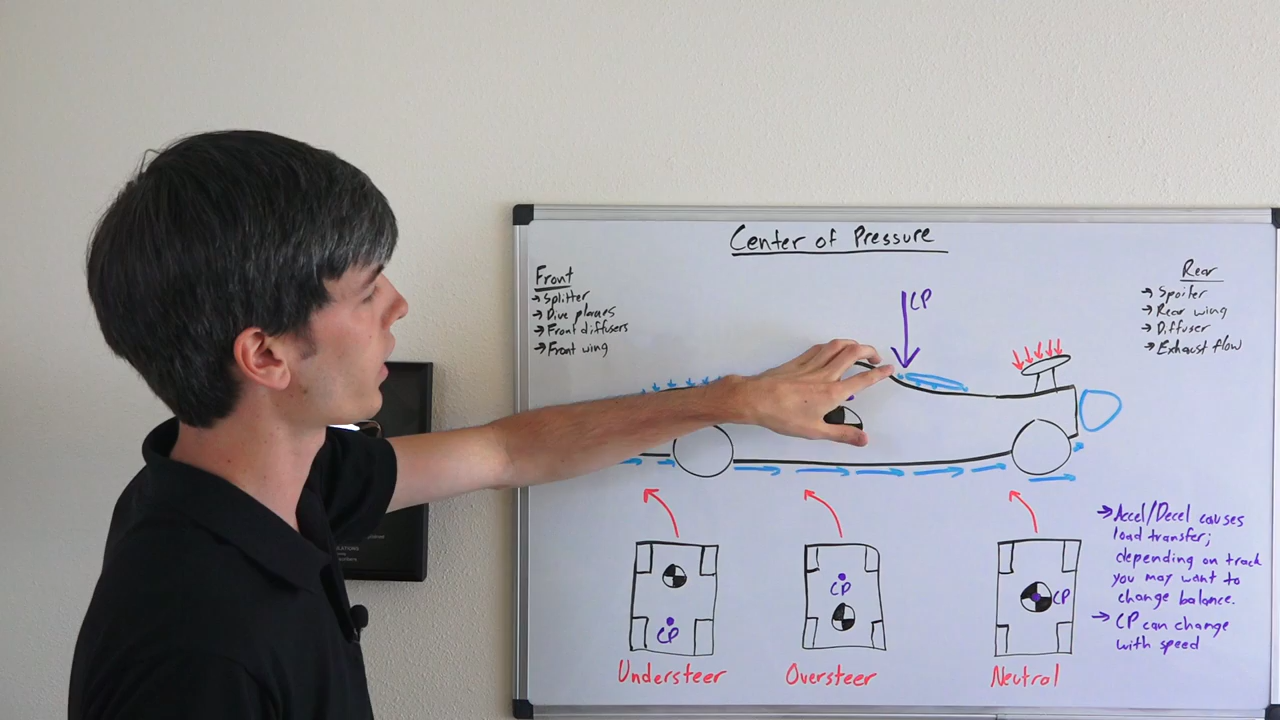 Center of Pressure
Front
→ Splitter
→ Dive planes
→ Front diffusers
→ Front wing
Rear
→ Spoiler
→ Rear wing
→ Diffuser
→ Exhaust flow
CP
CP
Understeer
CP
Oversteer
CP
Neutral
→ Accel/Decel causes
load transfer;
depending on track
you may want to
change balance.
→ CP can change
with speed